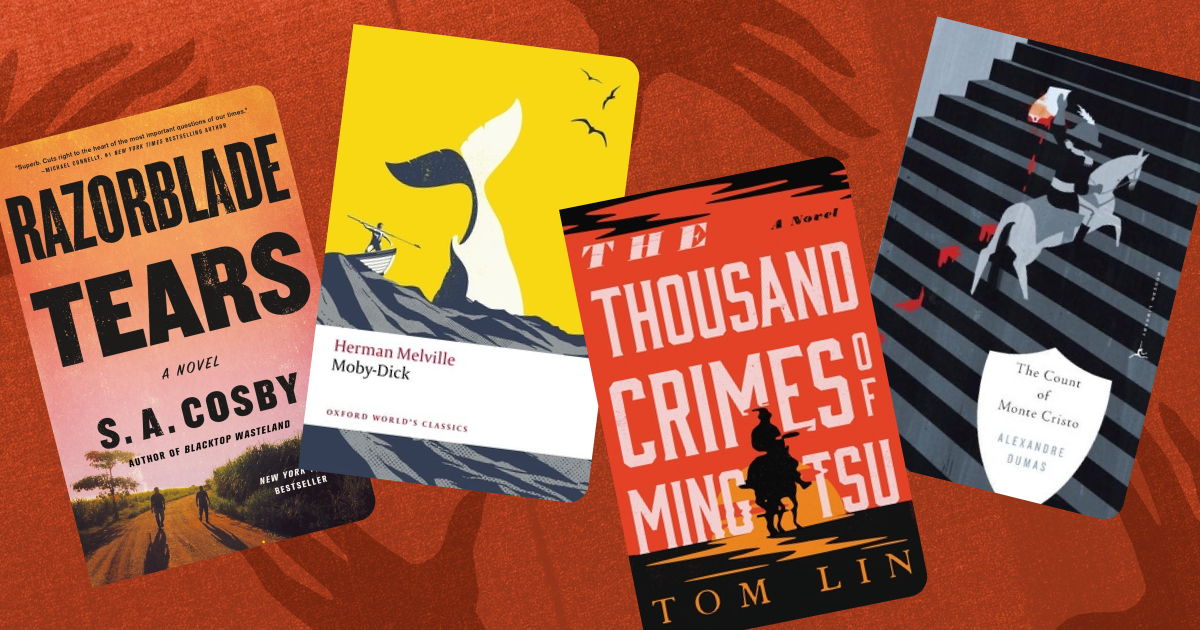 "Superb. Cuts right to the heart of the most important questions of our times."
—MICHAEL CONNELLY, #1 NEW YORK TIMES BESTSELLING AUTHOR
RAZORBLADE
TEARS
A NOVEL
S. A. COSBY
AUTHOR OF BLACKTOP WASTELAND
NEW YORK
BESTSELLER
Herman Melville
Moby-Dick
OXFORD WORLD'S CLASSICS
A Novel
THE
THOUSAND
CRIMES OF
MING TSU
TOM LIN
MODERN LIBRARY
The Count
of
Monte Cristo
ALEXANDRE
DUMAS